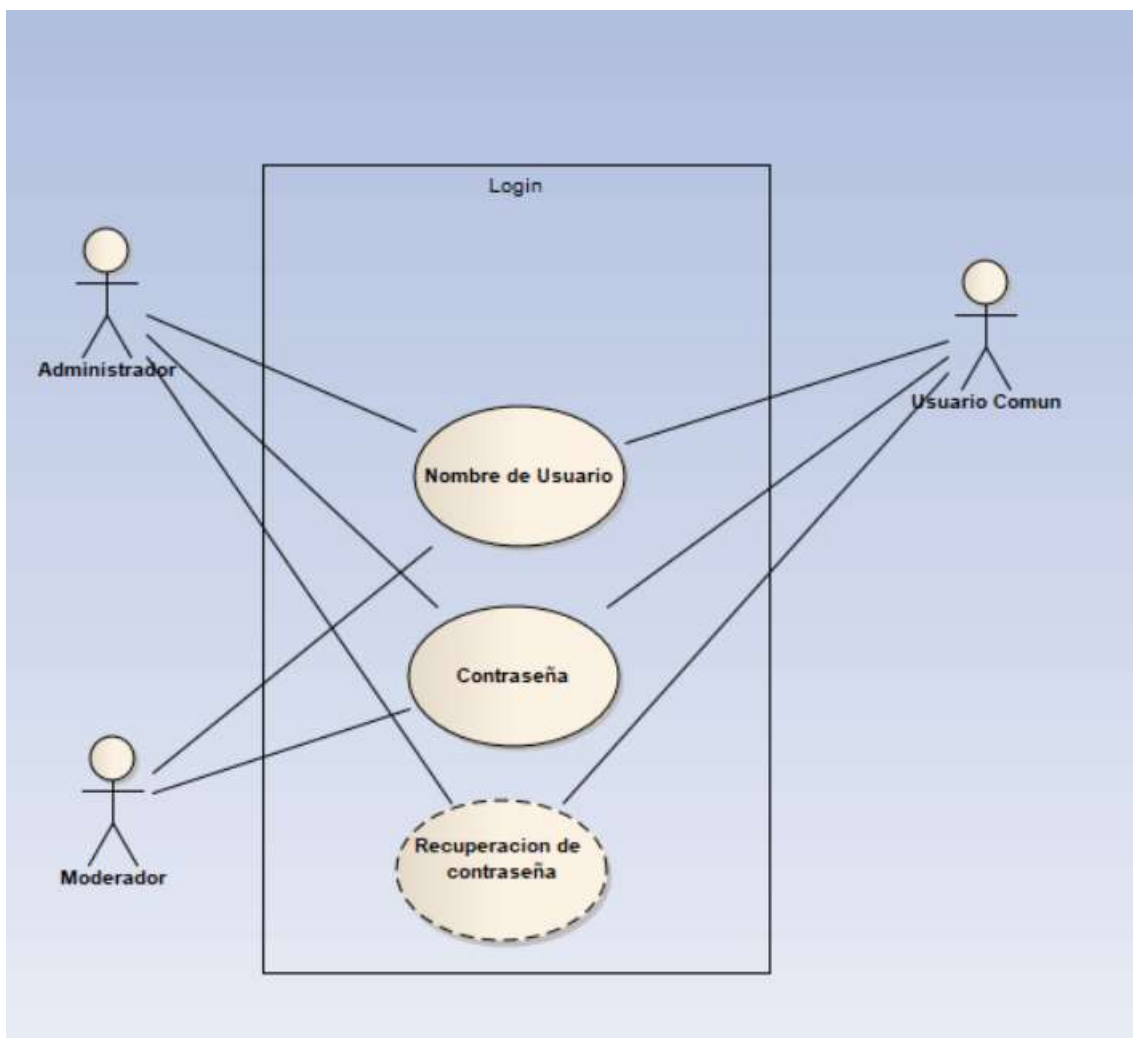 Login
Administrador
Usuario Comun
Nombre de Usuario
Contraseña
Recuperacion de
contraseña
Moderador